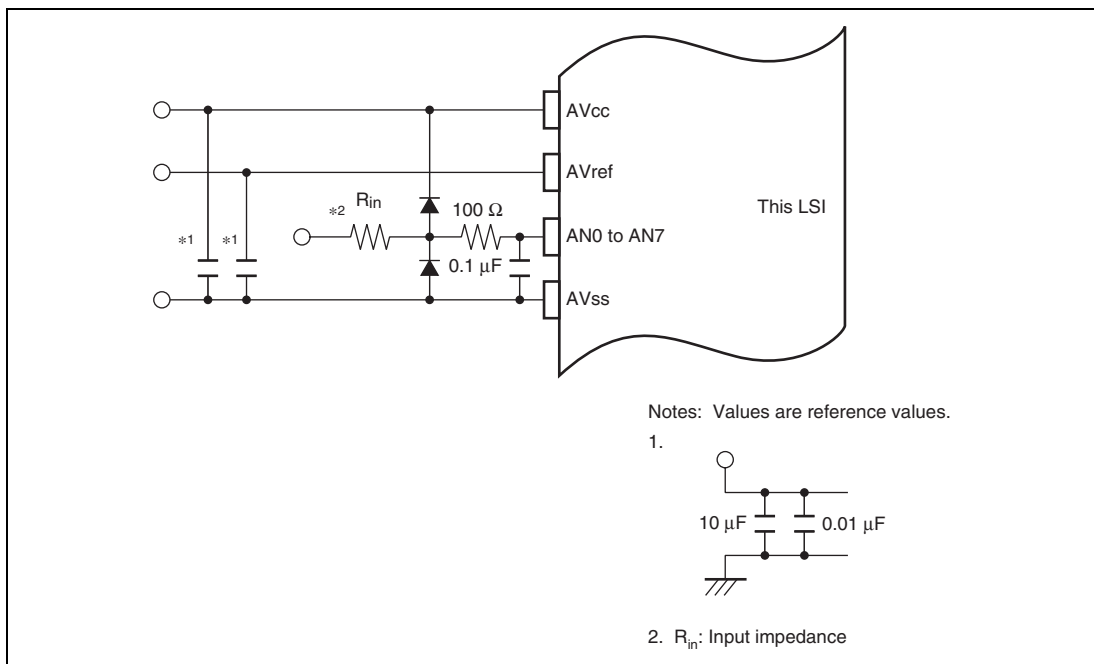 AVcc
AVref
*2 Rin
100 Ω
This LSI
*1 *1
AN0 to AN7
0.1 μF
AVss
Notes: Values are reference values.
1.
10 μF 0.01 μF
2. Rin: Input impedance